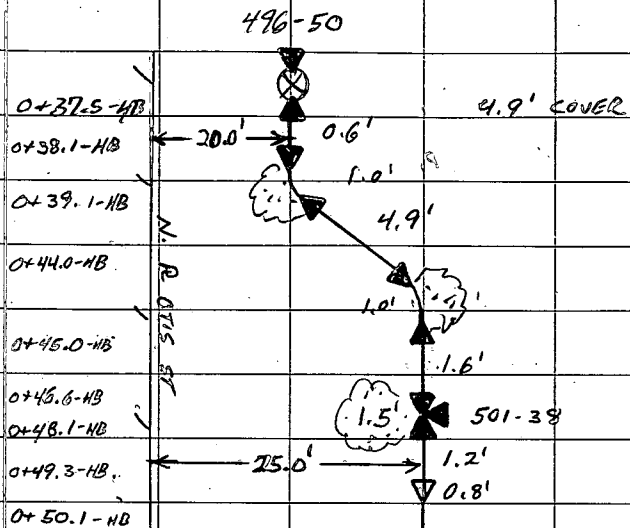 496-50
0+37.5-HB
4.9' COVER
0+38.1-HB
20.0'
0.6'
1.0'
0+39.1-HB
4.9'
0+44.0-HB
N. R OTIS ST
1.0'
0+45.0-HB
1.6'
0+46.6-HB
1.5'
501-38
0+48.1-HB
25.0'
1.2'
0+49.3-HB
0.8'
0+50.1-HB